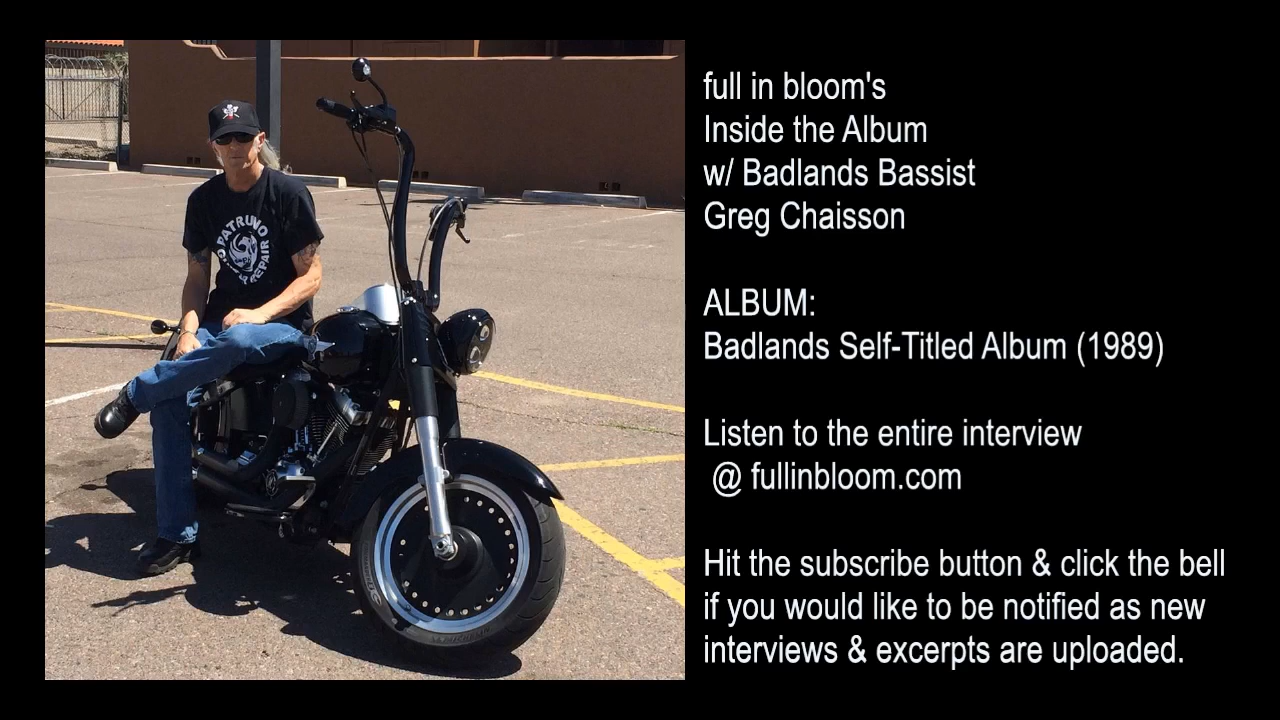 full in bloom's
Inside the Album
w/ Badlands Bassist
Greg Chaisson
ALBUM:
Badlands Self-Titled Album (1989)
Listen to the entire interview
@ fullinbloom.com
Hit the subscribe button & click the bell
if you would like to be notified as new
interviews & excerpts are uploaded.
PATRUNO
REPAIR